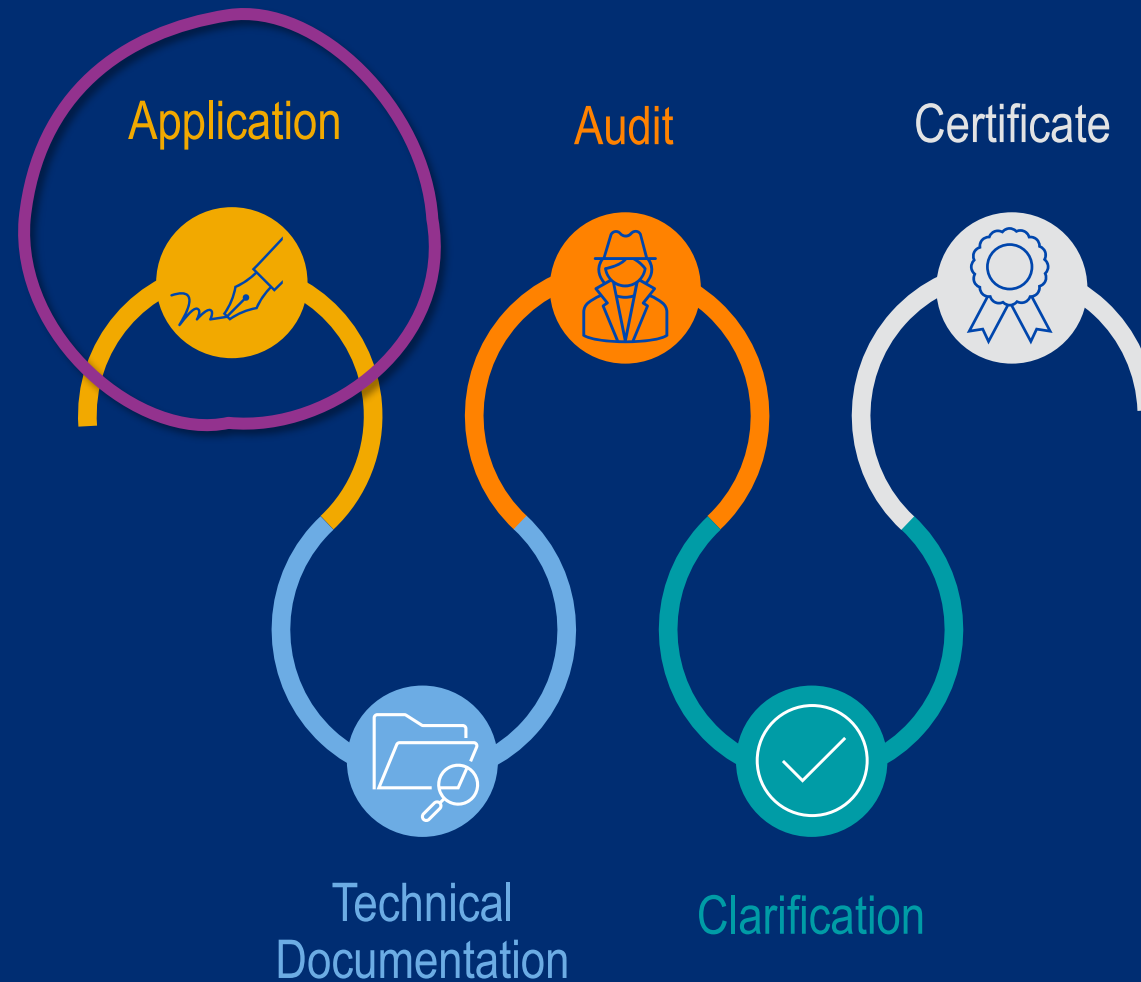 Application
Audit
Certificate
Technical
Documentation
Clarification